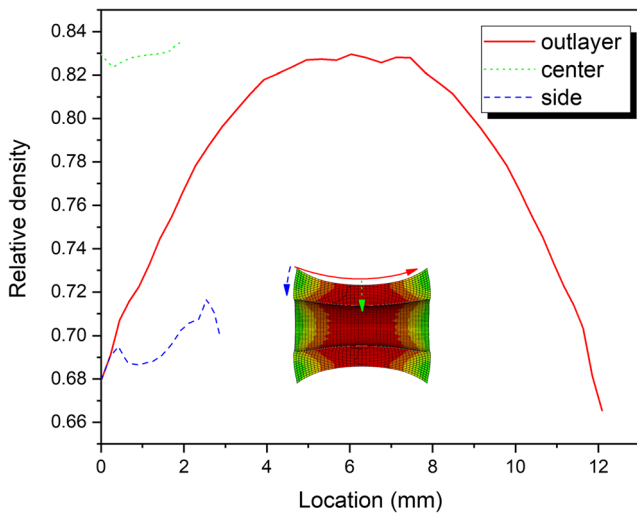 0.84
0.82
0.80
0.78
0.76
0.74
0.72
0.70
0.68
0.66
Relative density
outlayer
center
side
0 2 4 6 8 10 12
Location (mm)